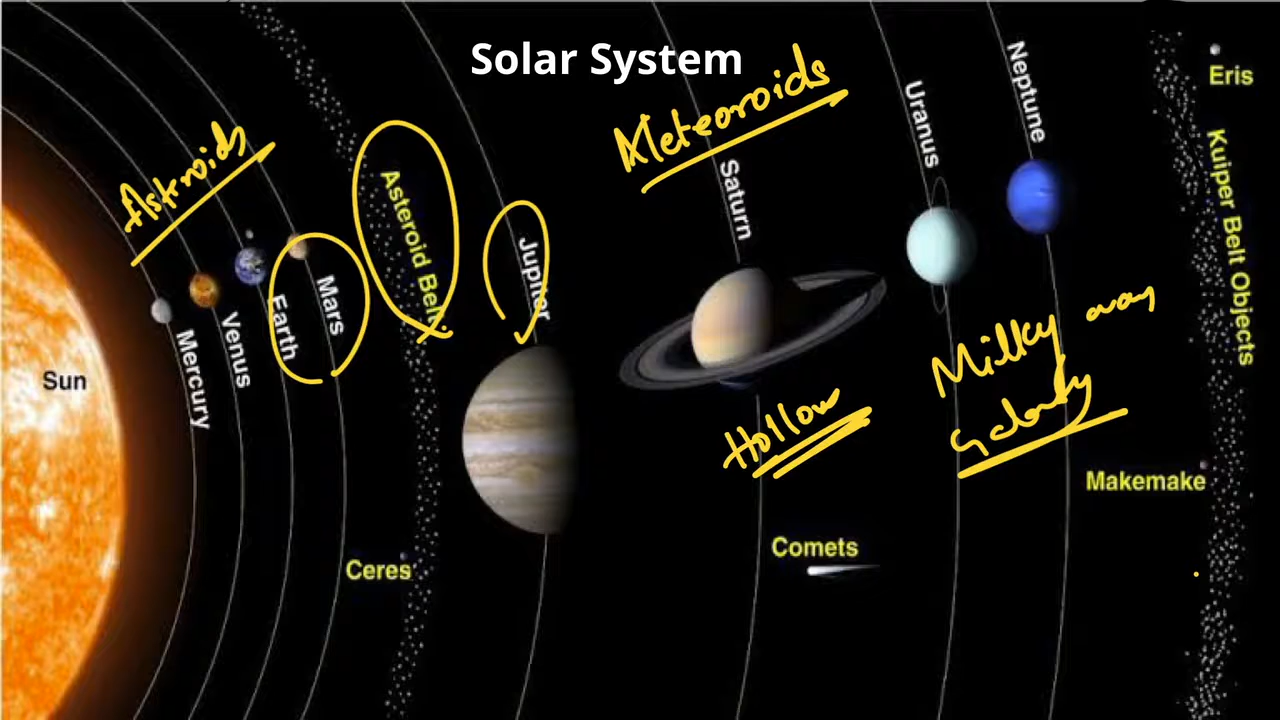 Solar System
Asteroids
Meteoroids
Sun
Mercury
Venus
Earth
Mars
Asteroid Belt
Jupiter
Saturn
Uranus
Neptune
Eris
Kuiper Belt Objects
Hollow
Milky way
Galaxy
Makemake
Ceres
Comets